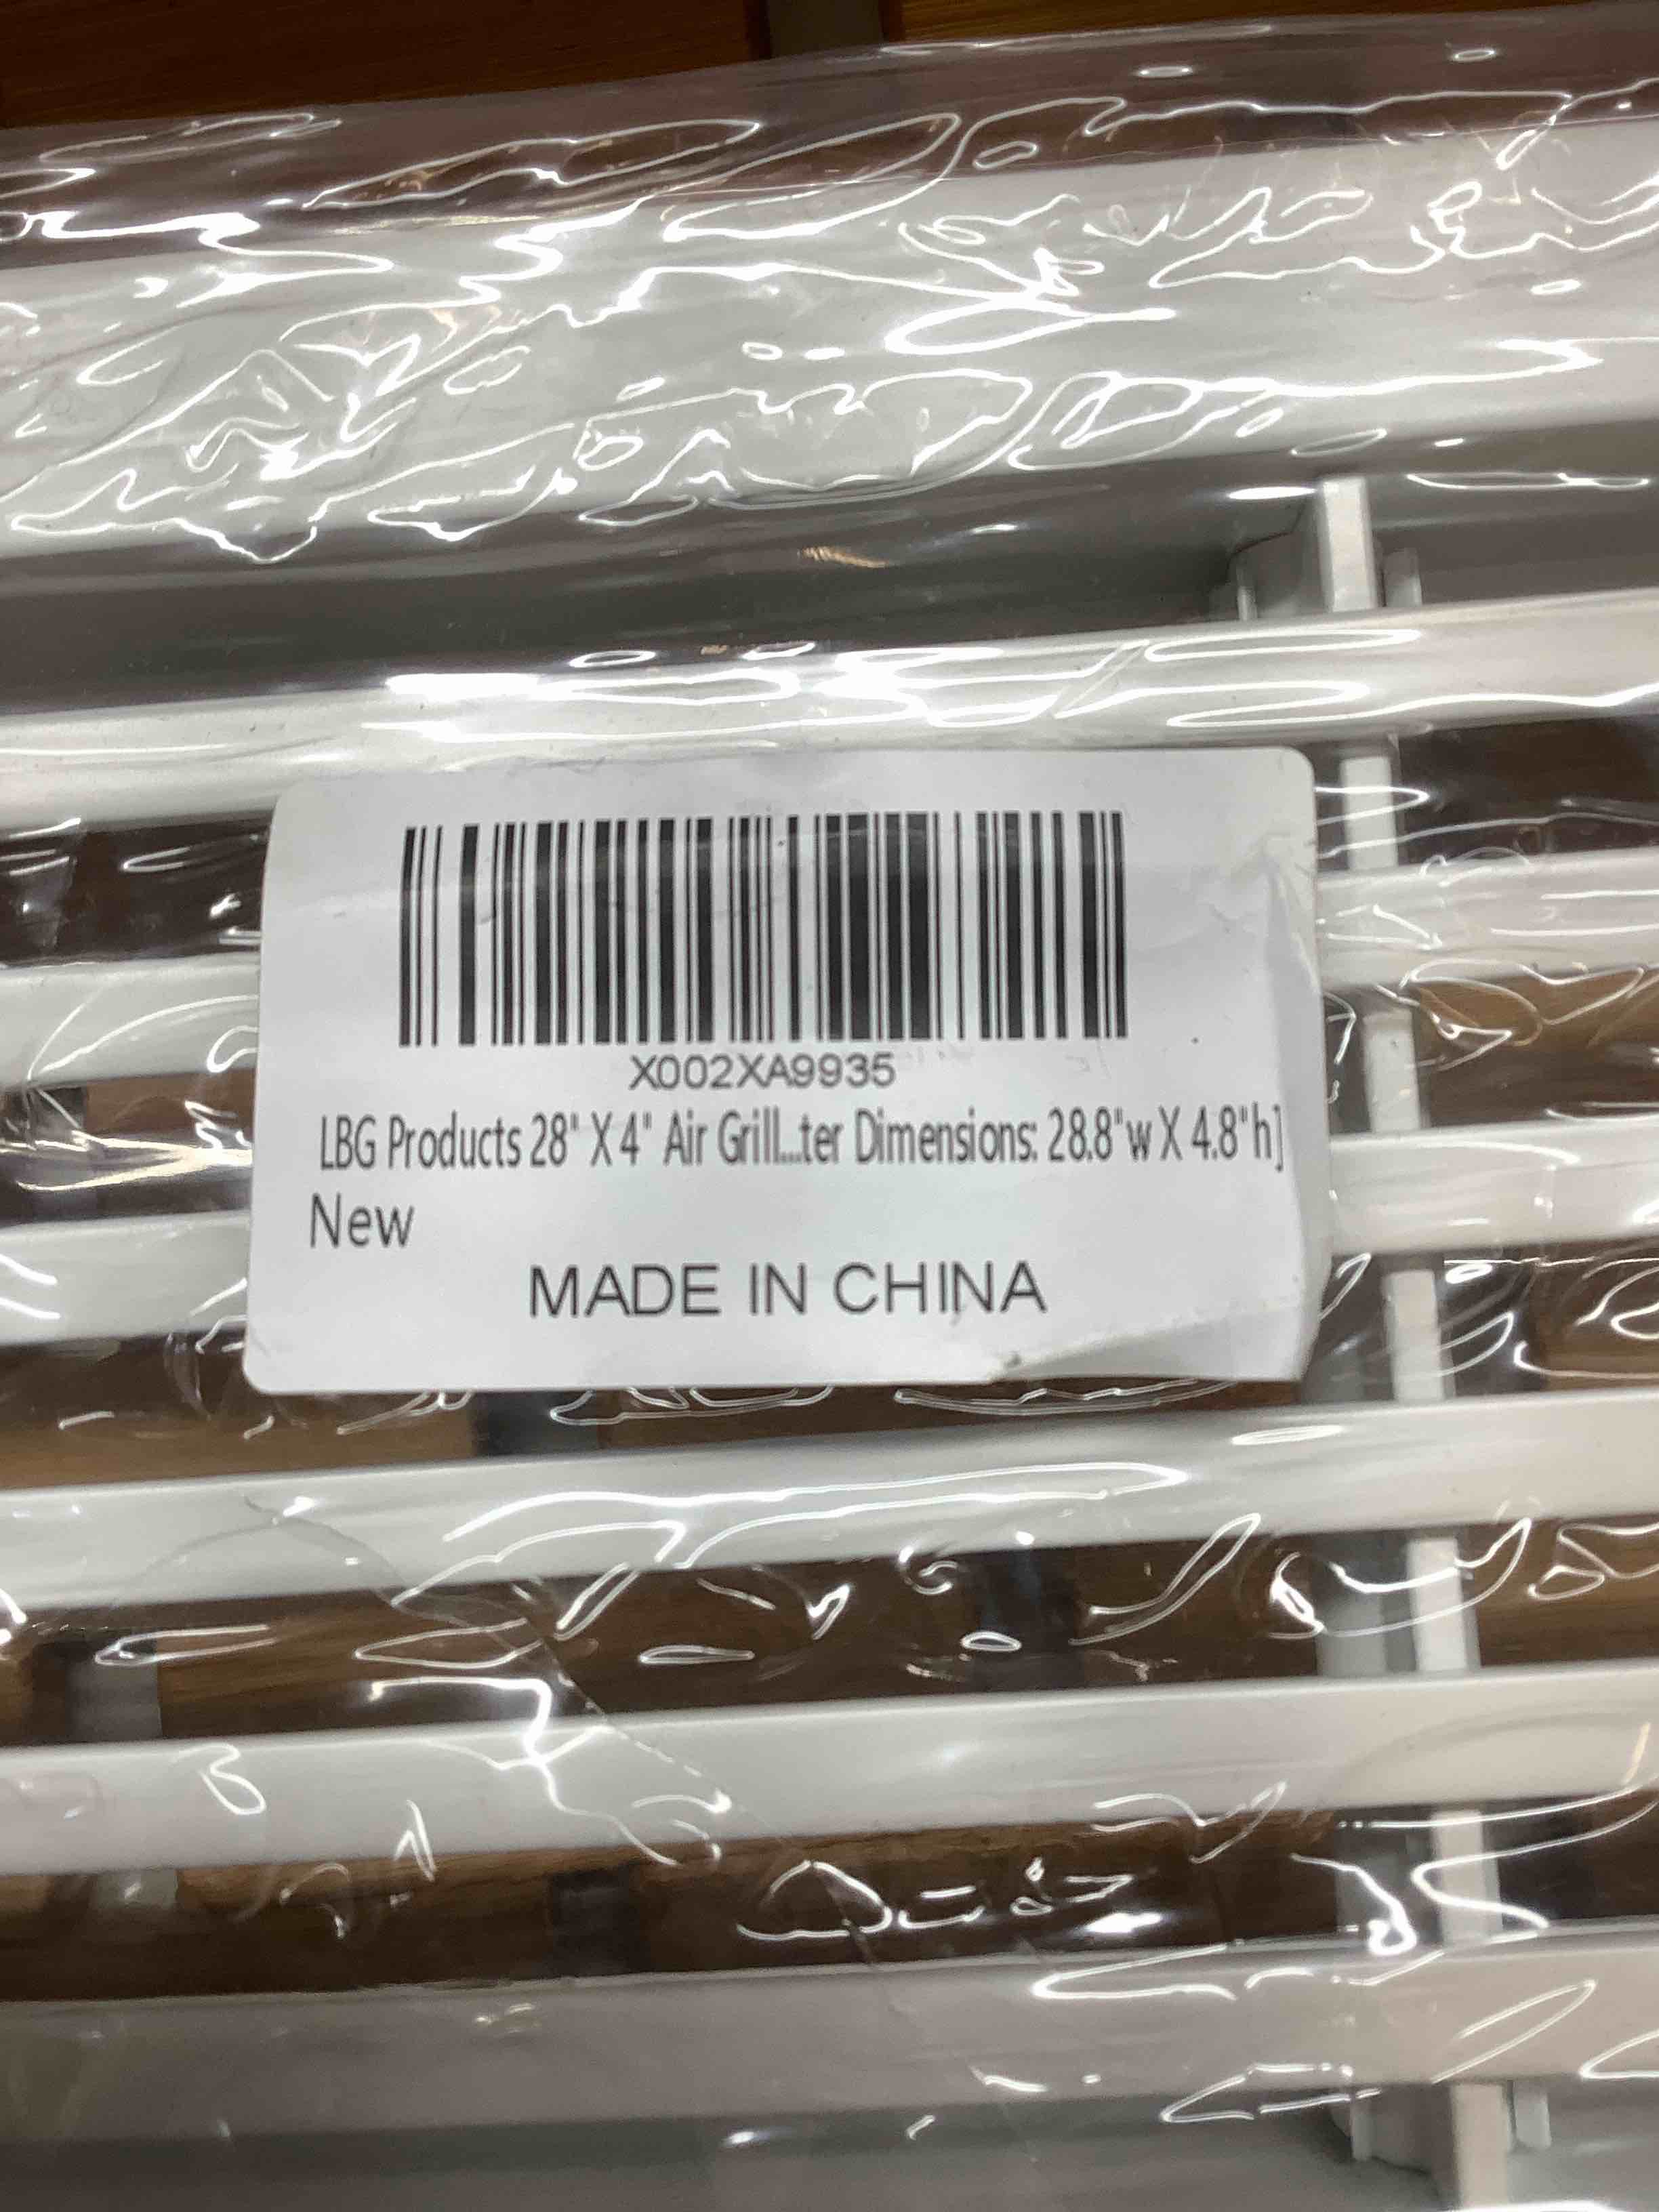 X002XA9935
LBG Products 28" X 4" Air Grill...ter Dimensions: 28.8"w X 4.8"h]
New
MADE IN CHINA